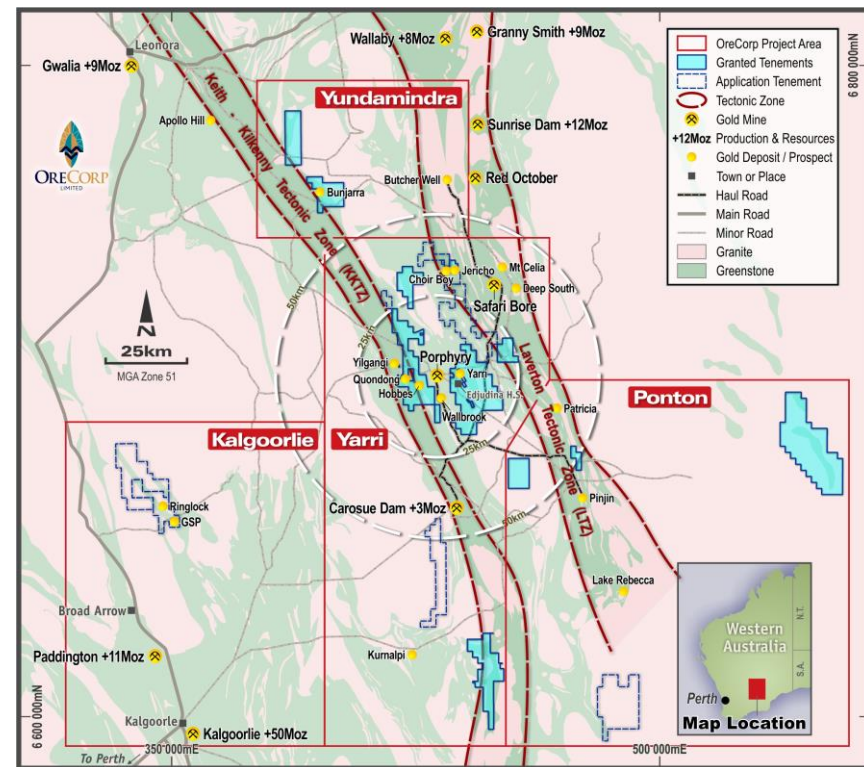 Leonora
Gwalia +9Moz
Wallaby +8Moz
Granny Smith +9Moz
Apollo Hill
Keith - Kilkenny Tectonic Zone (KKTZ)
Yundamindra
Sunrise Dam +12Moz
Butcher Well
Red October
Bunjarra
ORECORP
LIMITED
OreCorp Project Area
Granted Tenements
Application Tenement
Tectonic Zone
Gold Mine
+12Moz Production & Resources
Gold Deposit / Prospect
Town or Place
Haul Road
Main Road
Minor Road
Granite
Greenstone
6 800 000mN
N
25km
MGA Zone 51
50km
25km
Choir Boy
Jericho
Mt Celia
Deep South
Safari Bore
Yilgangi
Porphyry
Yarri
Quondong
Hobbes
Edjudina H.S.
Wallbrook
Laverton Tectonic Zone (LTZ)
Patricia
Ponton
Kalgoorlie
Yarri
25km
Ringlock
GSP
Carosue Dam +3Moz
50km
Pinjin
Lake Rebecca
Broad Arrow
Paddington +11Moz
Kurnalpi
Kalgoorle
Kalgoorlie +50Moz
To Perth
6 600 000mN
350 000mE
500 000mE
Western
Australia
N.T.
S.A.
Perth
Map Location